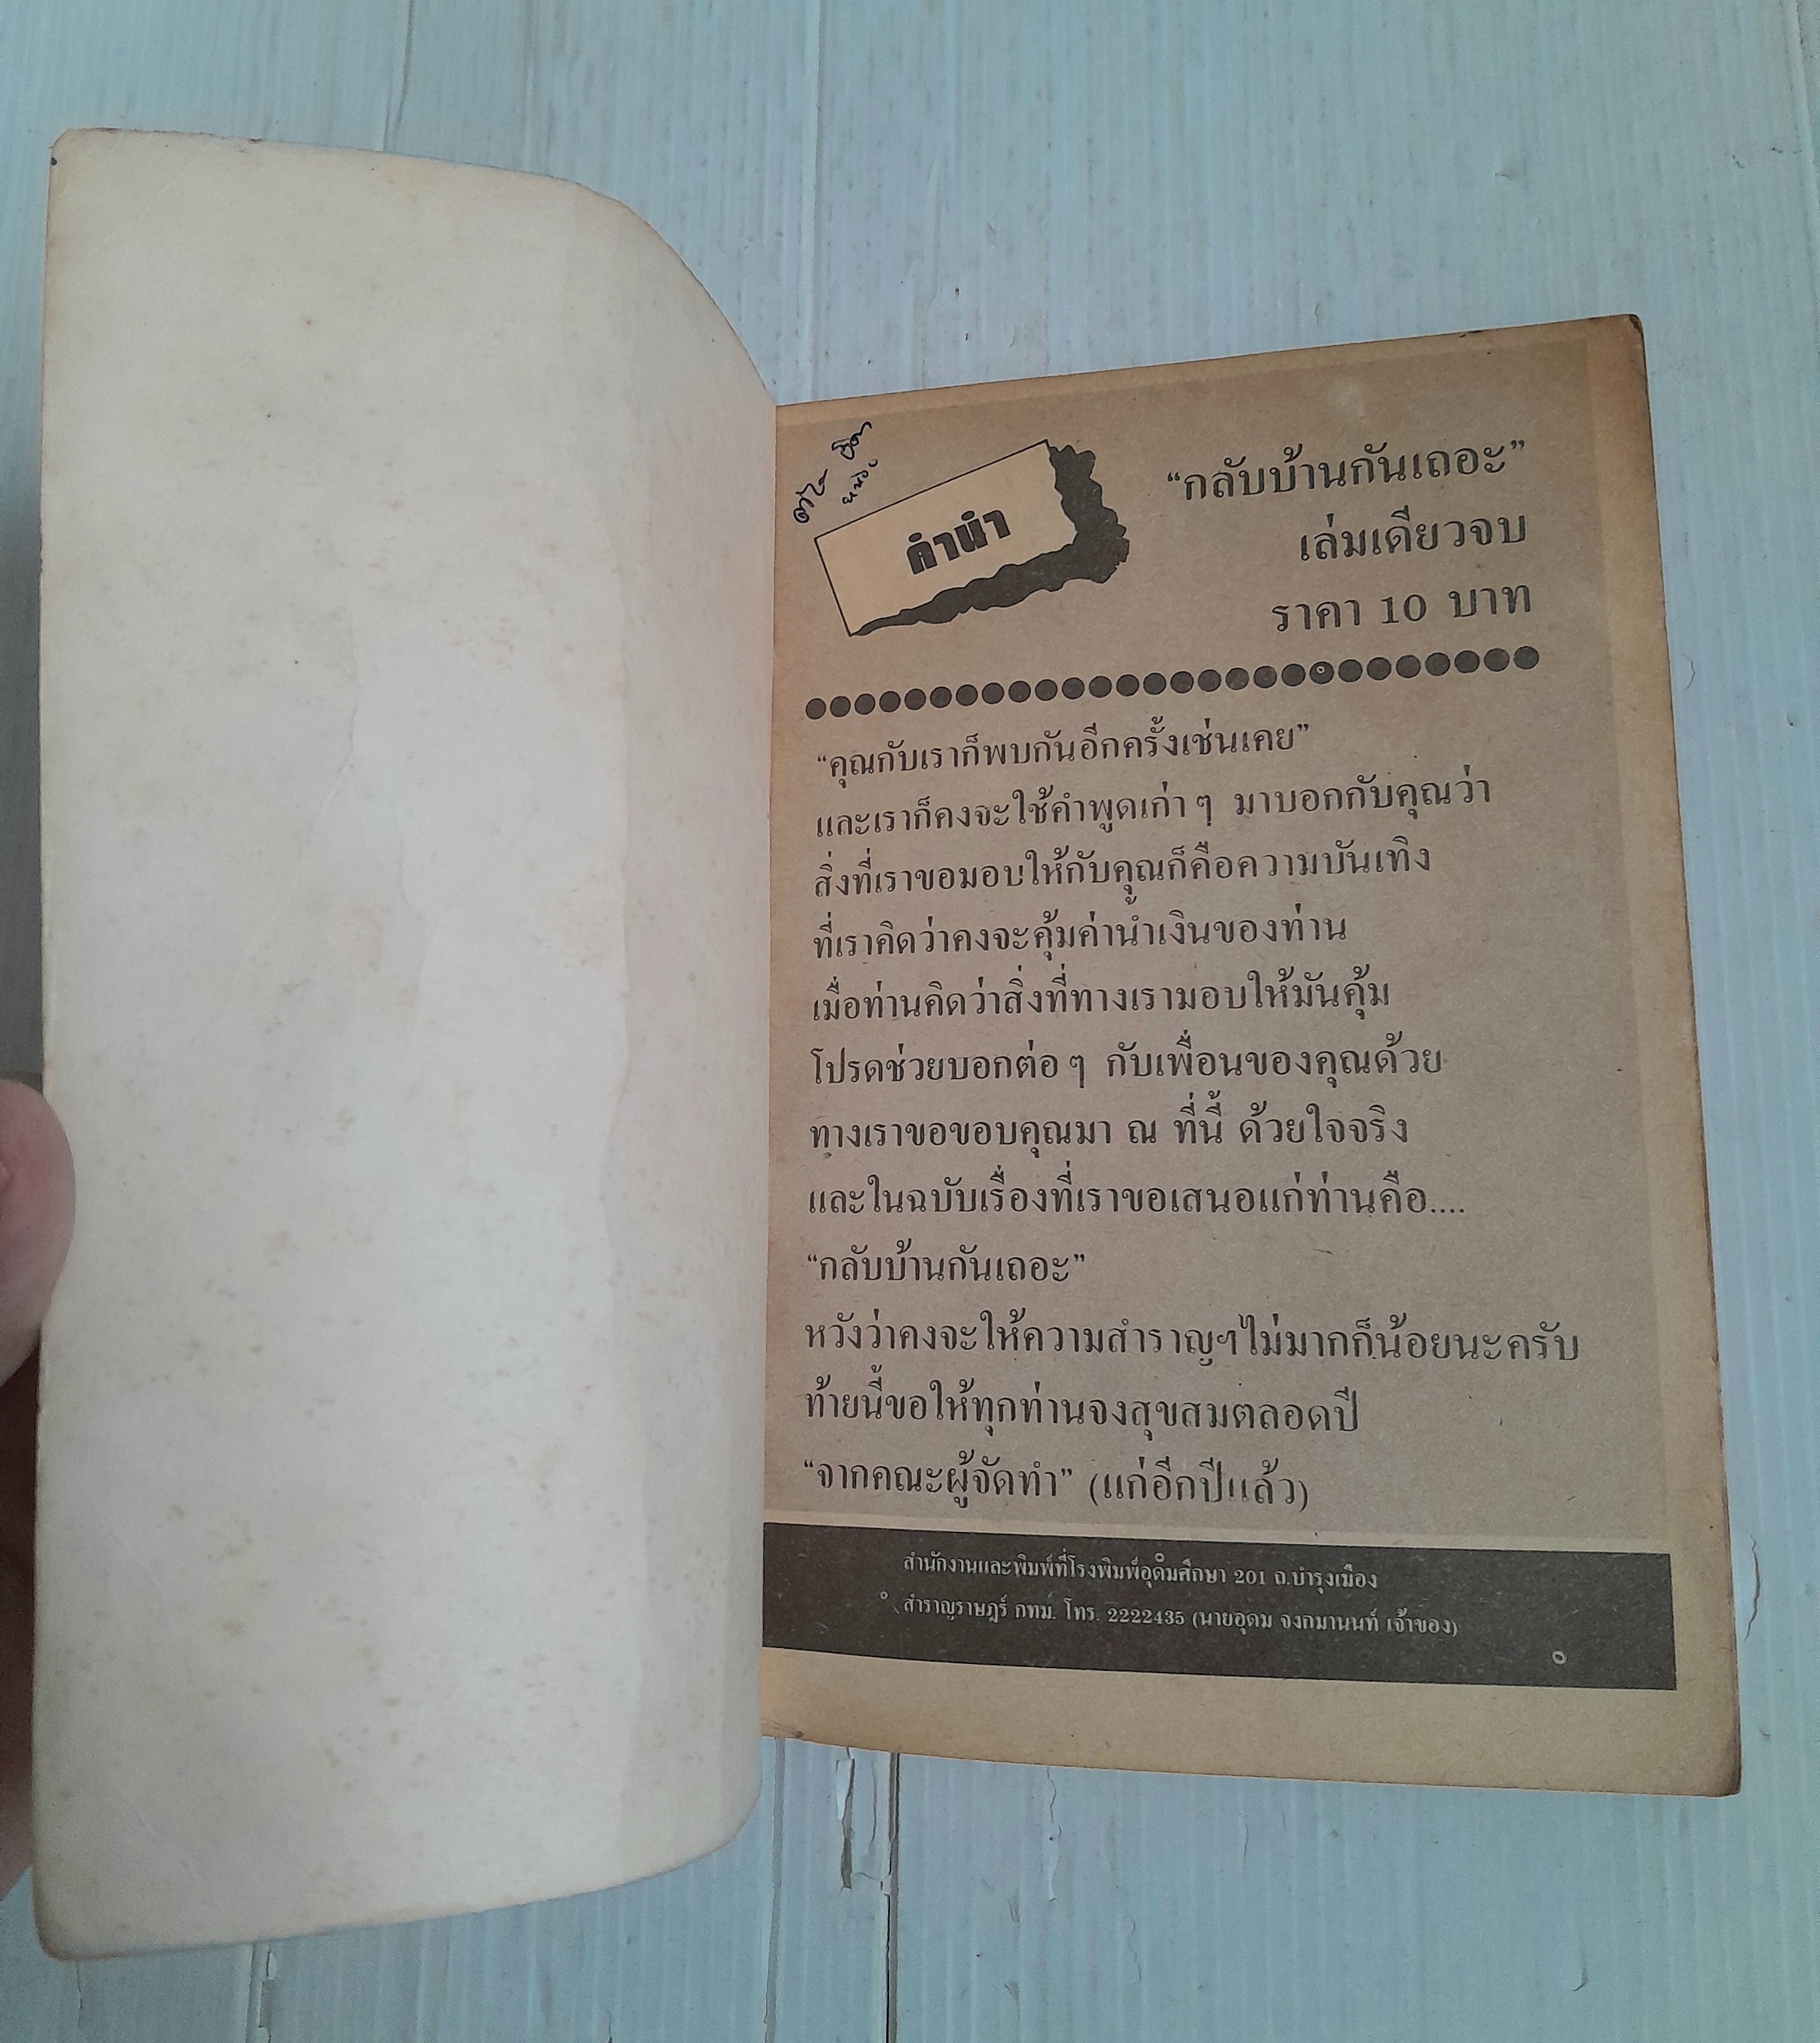 คำนำ
“กลับบ้านกันเถอะ”
เล่มเดียวจบ
ราคา 10 บาท
“คุณกับเราก็พบกันอีกครั้งเช่นเคย”
และเราก็คงจะใช้คำพูดเก่า ๆ มาบอกกับคุณว่า
สิ่งที่เราขอมอบให้กับคุณก็คือความบันเทิง
ที่เราคิดว่าคงจะคุ้มค่าน้ำเงินของท่าน
เมื่อท่านคิดว่าสิ่งที่ทางเรามอบให้มันคุ้ม
โปรดช่วยบอกต่อ ๆ กับเพื่อนของคุณด้วย
ทางเราขอขอบคุณมา ณ ที่นี้ ด้วยใจจริง
และในฉบับเรื่องที่เราขอเสนอแก่ท่านคือ....
“กลับบ้านกันเถอะ”
หวังว่าคงจะให้ความสำราญฯไม่มากก็น้อยนะครับ
ท้ายนี้ขอให้ทุกท่านจงสุขสมตลอดปี
“จากคณะผู้จัดทำ” (แก่อีกปีแล้ว)
สำนักงานและพิมพ์ที่โรงพิมพ์อุดมศึกษา 201 ถ.บำรุงเมือง
สำราญราษฎร์ กทม. โทร. 2222435 (นายอุดม จงกมานนท์ เจ้าของ)